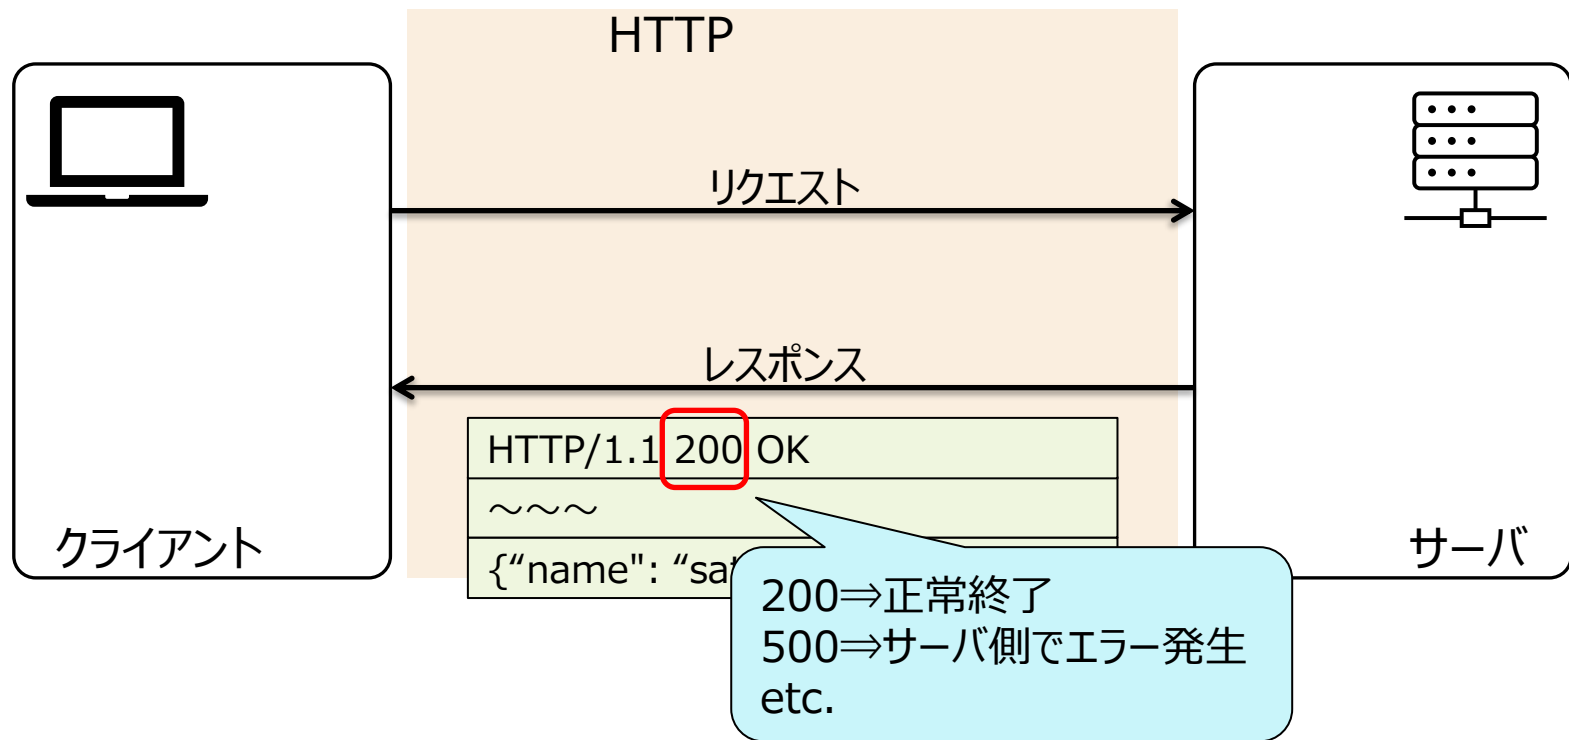 HTTP
リクエスト
レスポンス
HTTP/1.1 200 OK
～～～
{“name": “sa
クライアント
サーバ
200⇒正常終了
500⇒サーバ側でエラー発生
etc.